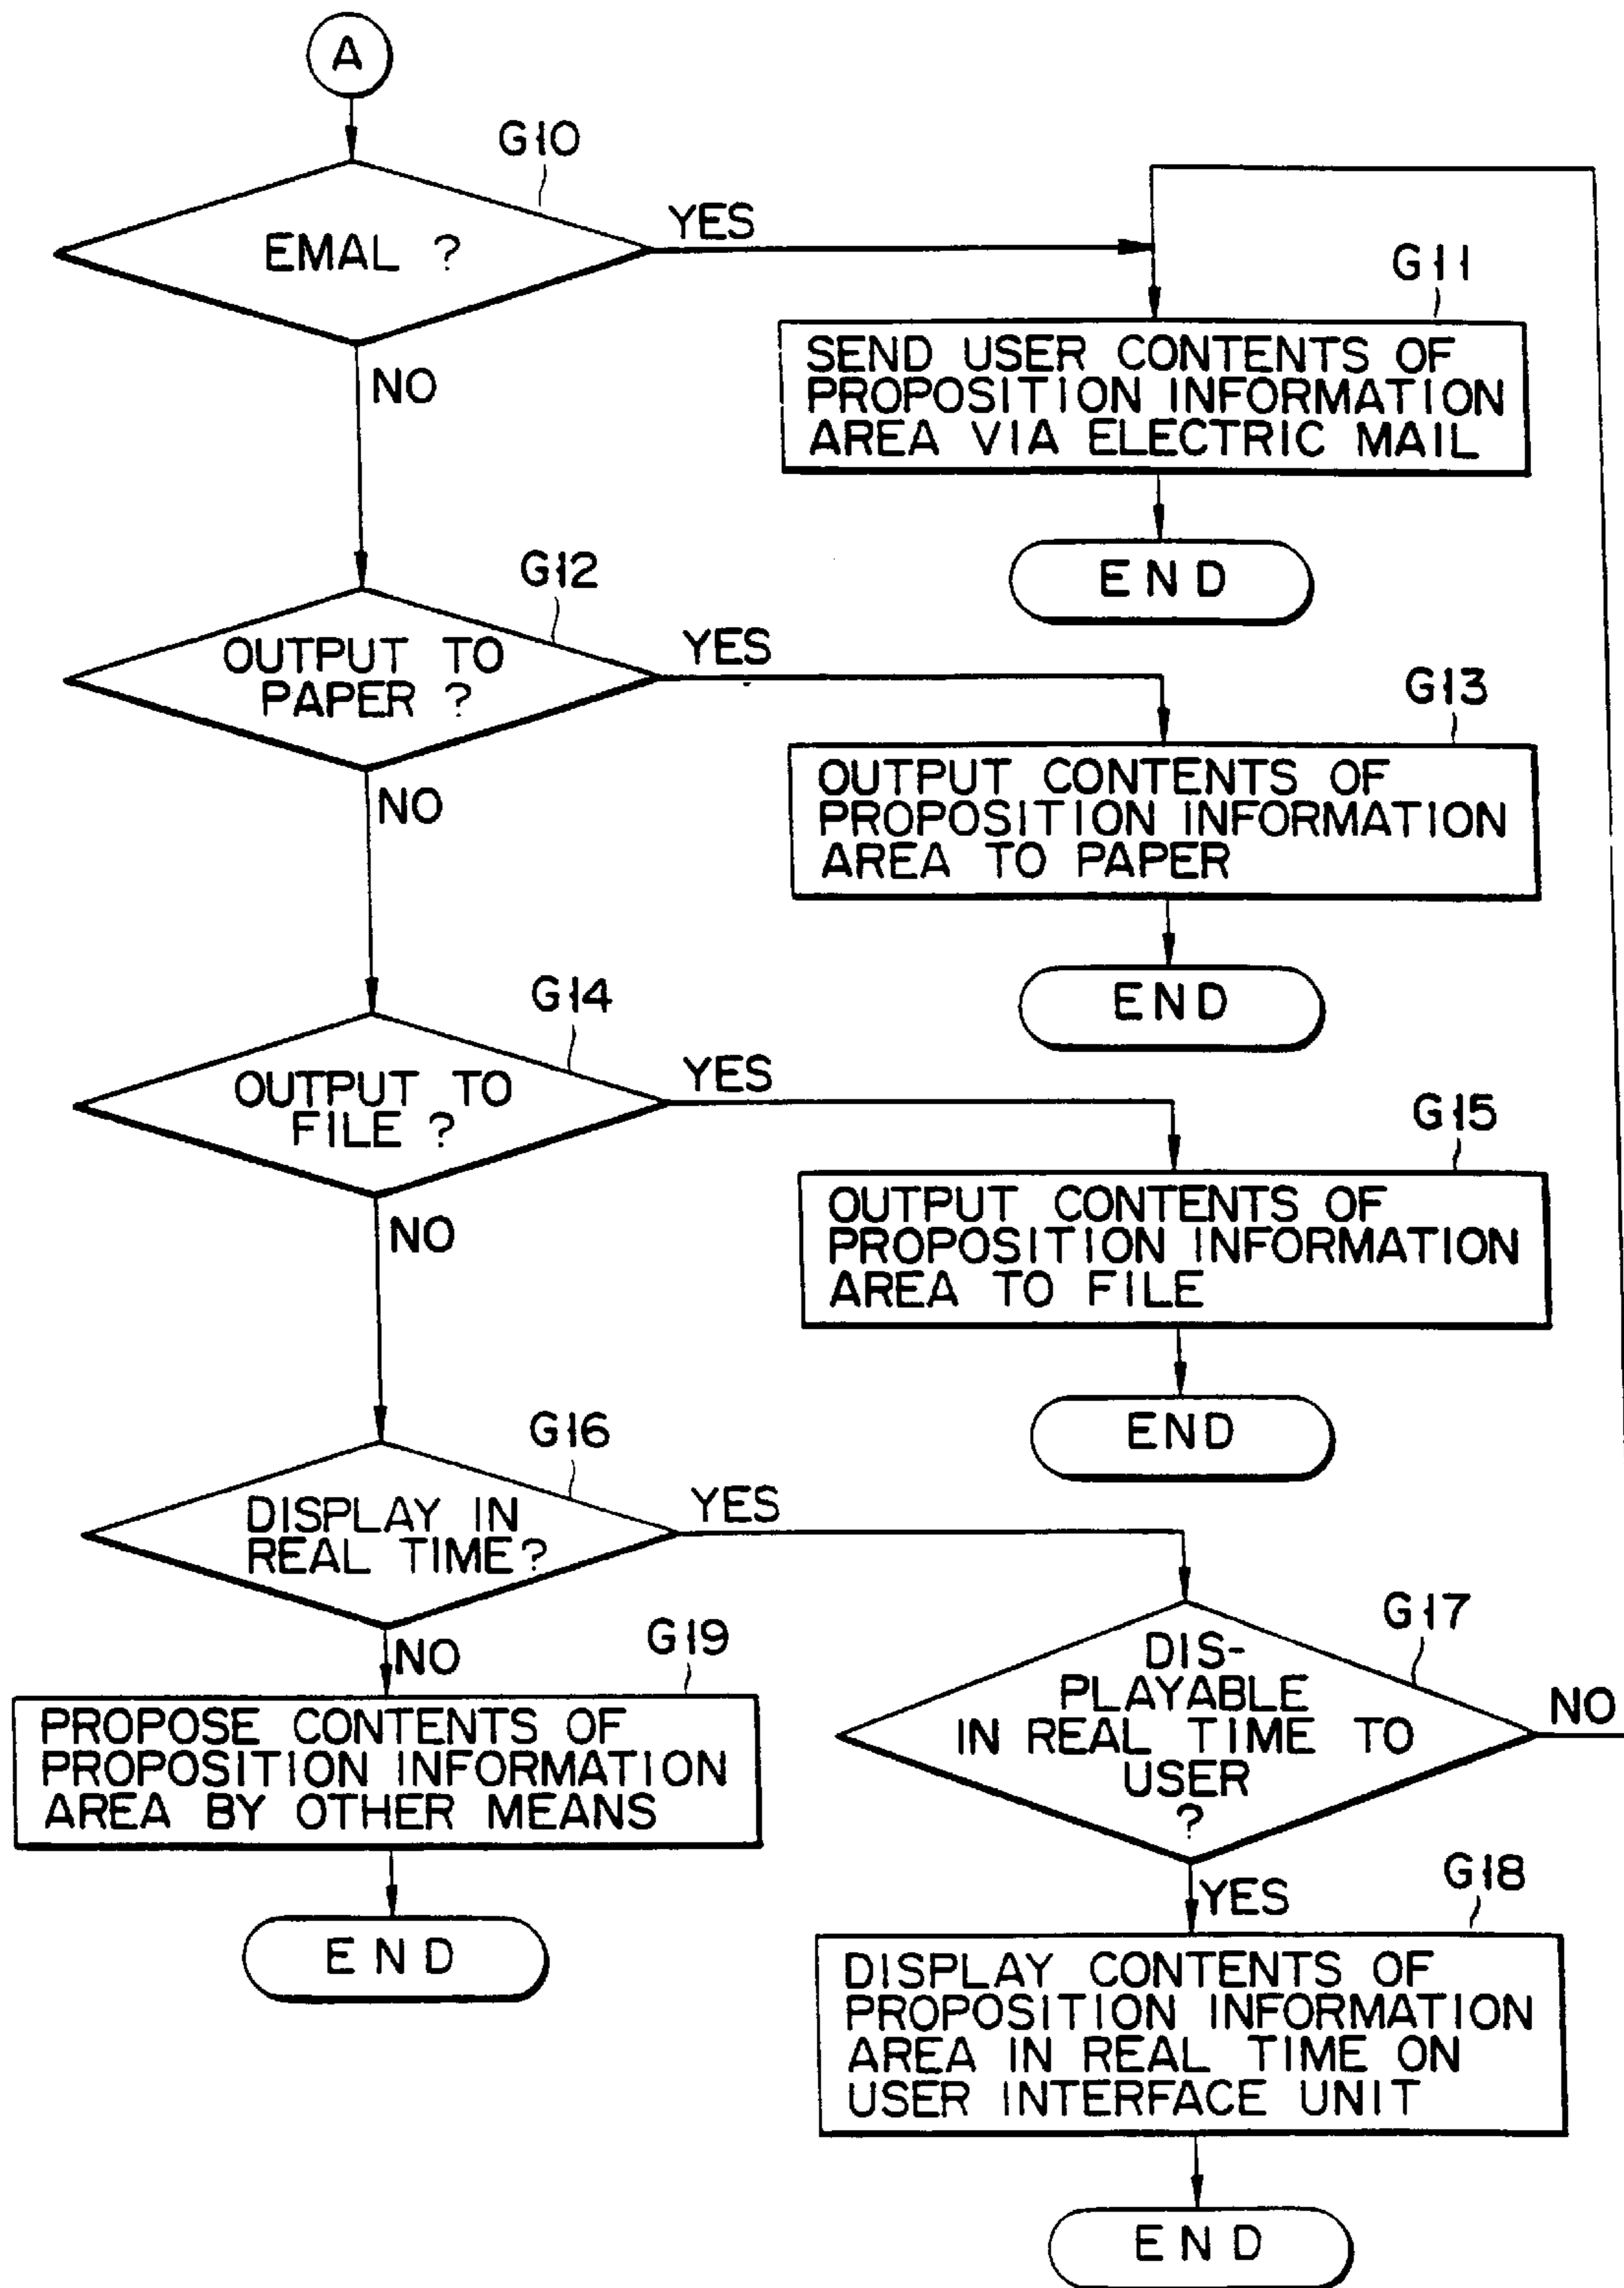 A
G10
EMAL ?
YES
NO
G11
SEND USER CONTENTS OF
PROPOSITION INFORMATION
AREA VIA ELECTRIC MAIL
END
G12
OUTPUT TO
PAPER ?
YES
NO
G13
OUTPUT CONTENTS OF
PROPOSITION INFORMATION
AREA TO PAPER
END
G14
OUTPUT TO
FILE ?
YES
NO
G15
OUTPUT CONTENTS OF
PROPOSITION INFORMATION
AREA TO FILE
END
G16
DISPLAY IN
REAL TIME?
YES
NO
G17
DIS-
PLAYABLE
IN REAL TIME TO
USER
?
NO
YES
G19
PROPOSE CONTENTS OF
PROPOSITION INFORMATION
AREA BY OTHER MEANS
END
G18
DISPLAY CONTENTS OF
PROPOSITION INFORMATION
AREA IN REAL TIME ON
USER INTERFACE UNIT
END